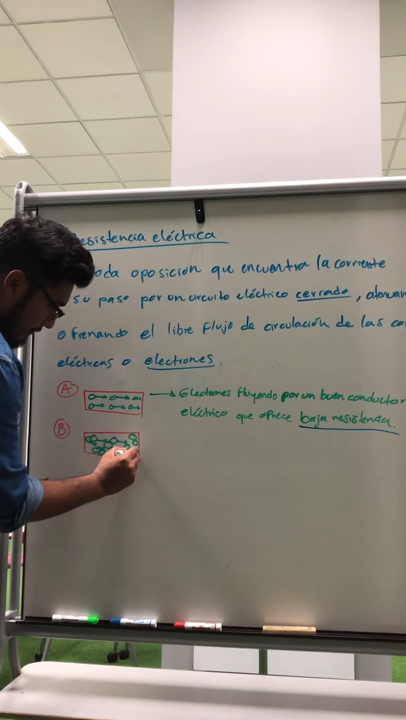 esistencia eléctrica
oda oposición que encuentra la corriente
su paso por un circuito eléctrico cerrado,
o frenando el libre flujo de circulación de las
eléctricas o electrones.
A
Electrones fluyendo por un buen conductor
eléctrico que ofrece baja resistencia.
B